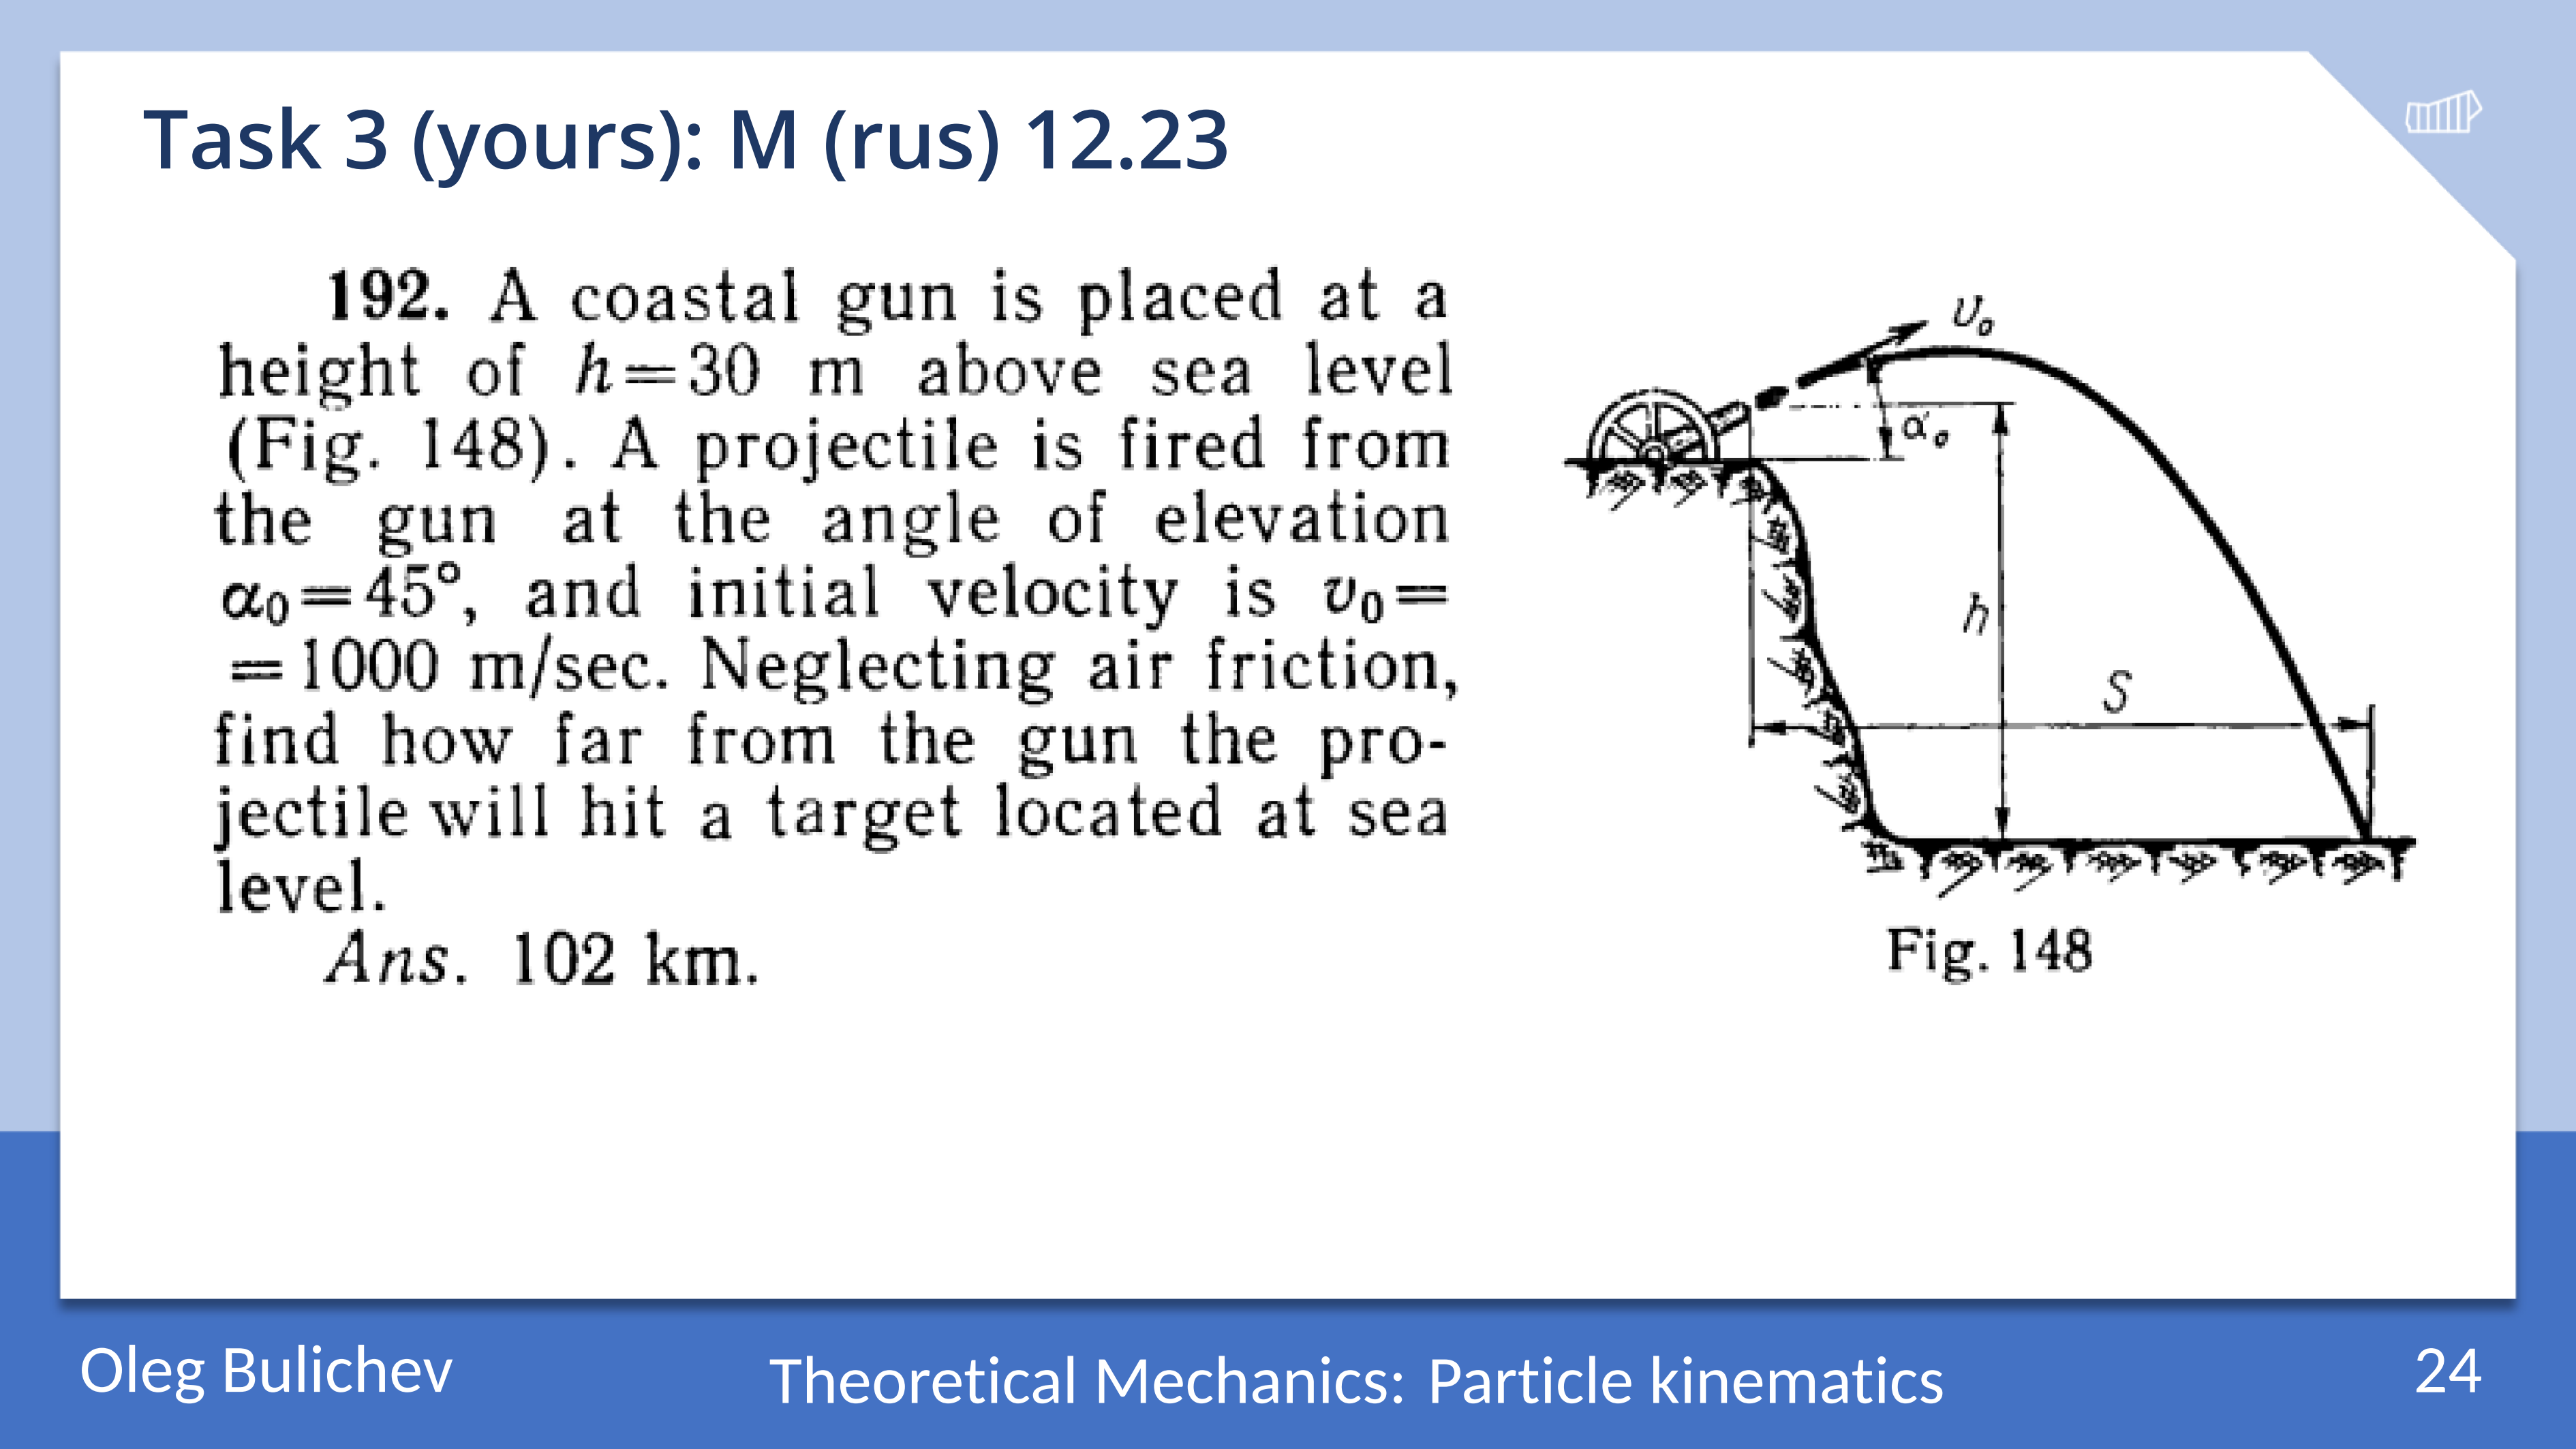 Task 3 (yours): M (rus) 12.23
192. A coastal gun is placed at a
height of h=30 m above sea level
(Fig. 148). A projectile is fired from
the gun at the angle of elevation
α₀=45°, and initial velocity is v₀=
=1000 m/sec. Neglecting air friction,
find how far from the gun the pro-
jectile will hit a target located at sea
level.
Ans. 102 km.
v₀
α₀
h
S
Fig. 148
Oleg Bulichev
Theoretical Mechanics: Particle kinematics
24